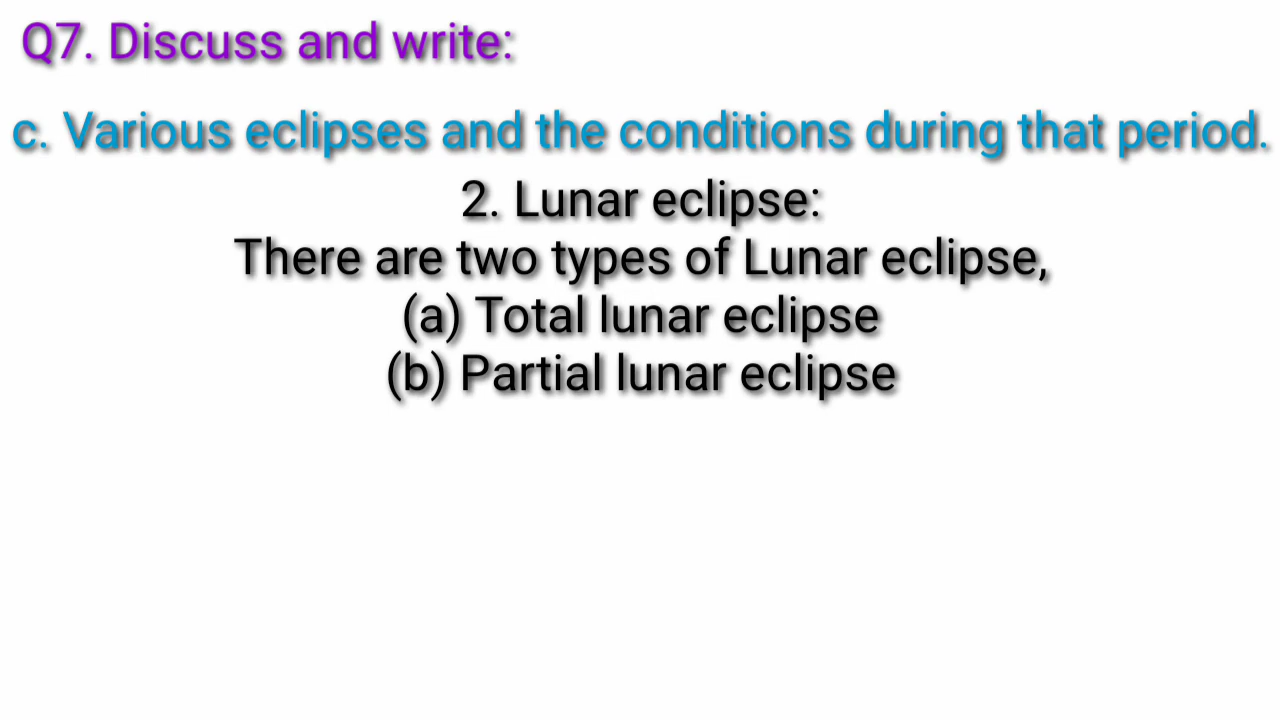 Q7. Discuss and write:
c. Various eclipses and the conditions during that period.
2. Lunar eclipse:
There are two types of Lunar eclipse,
(a) Total lunar eclipse
(b) Partial lunar eclipse